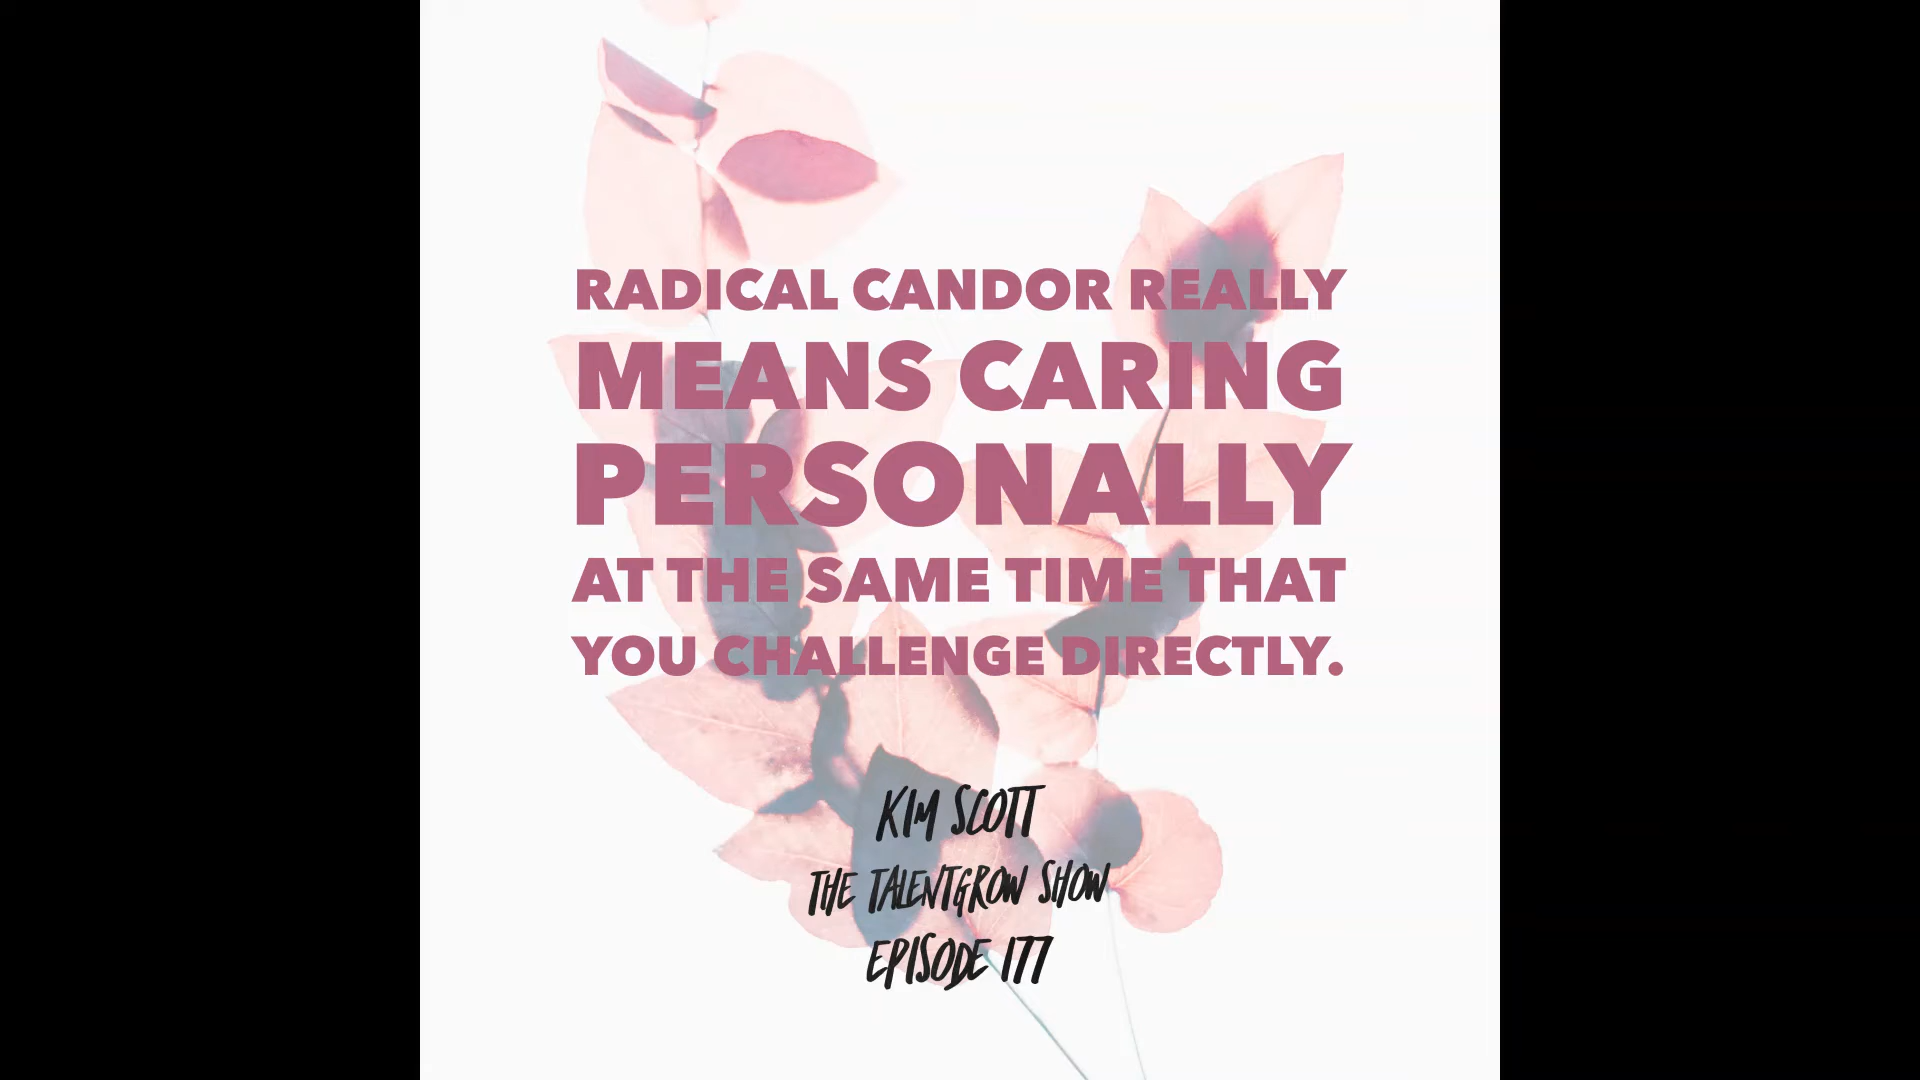 RADICAL CANDOR REALLY
MEANS CARING
PERSONALLY
AT THE SAME TIME THAT
YOU CHALLENGE DIRECTLY.
KIM SCOTT
THE TALENTGROW SHOW
EPISODE 177